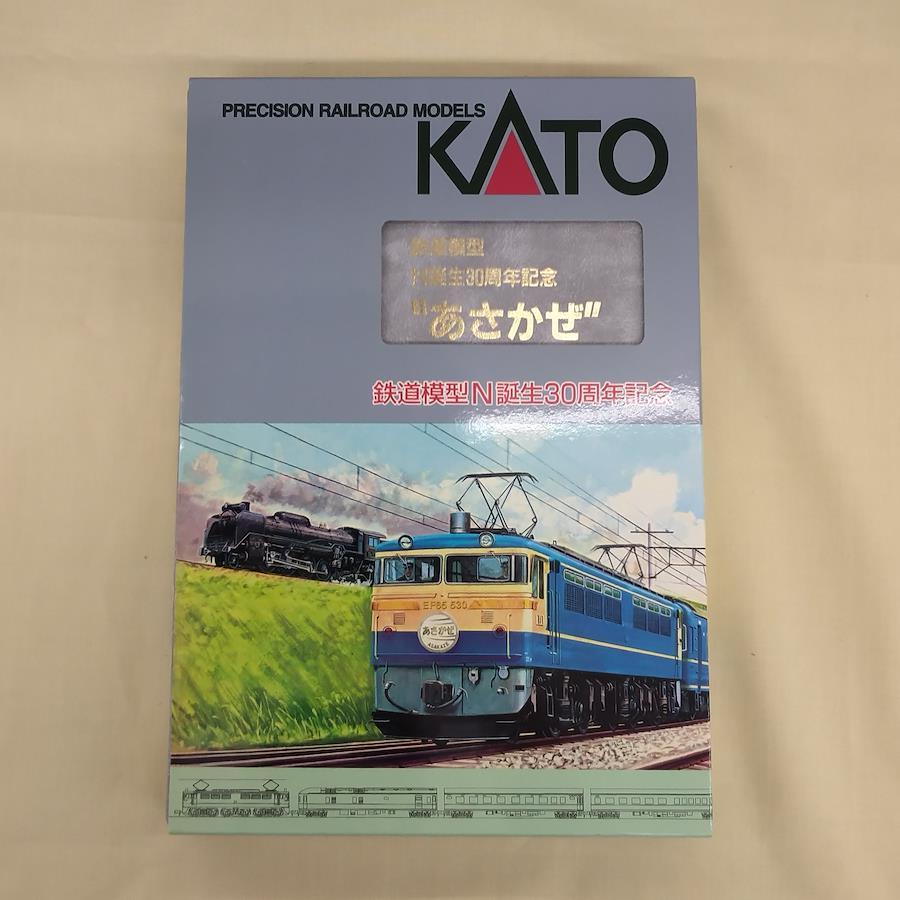 PRECISION RAILROAD MODELS
KATO
鉄道模型
N誕生30周年記念
"あさかぜ"
鉄道模型N誕生30周年記念
EF65 530
あさかぜ
ASAKAZE